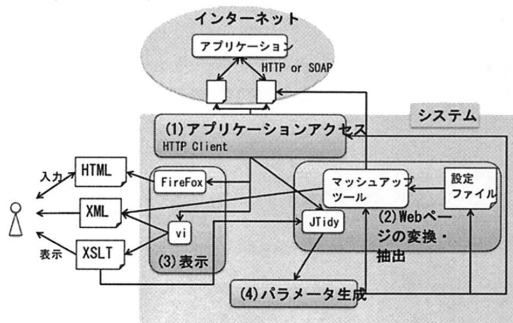 インターネット
アプリケーション
HTTP or SOAP
システム
(1)アプリケーションアクセス
HTTP Client
入力
HTML
FireFox
マッシュアップ
ツール
設定
ファイル
XML
vi
JTidy
(2)Webペー
ジの変換・
抽出
表示
XSLT
(3)表示
(4)パラメータ生成